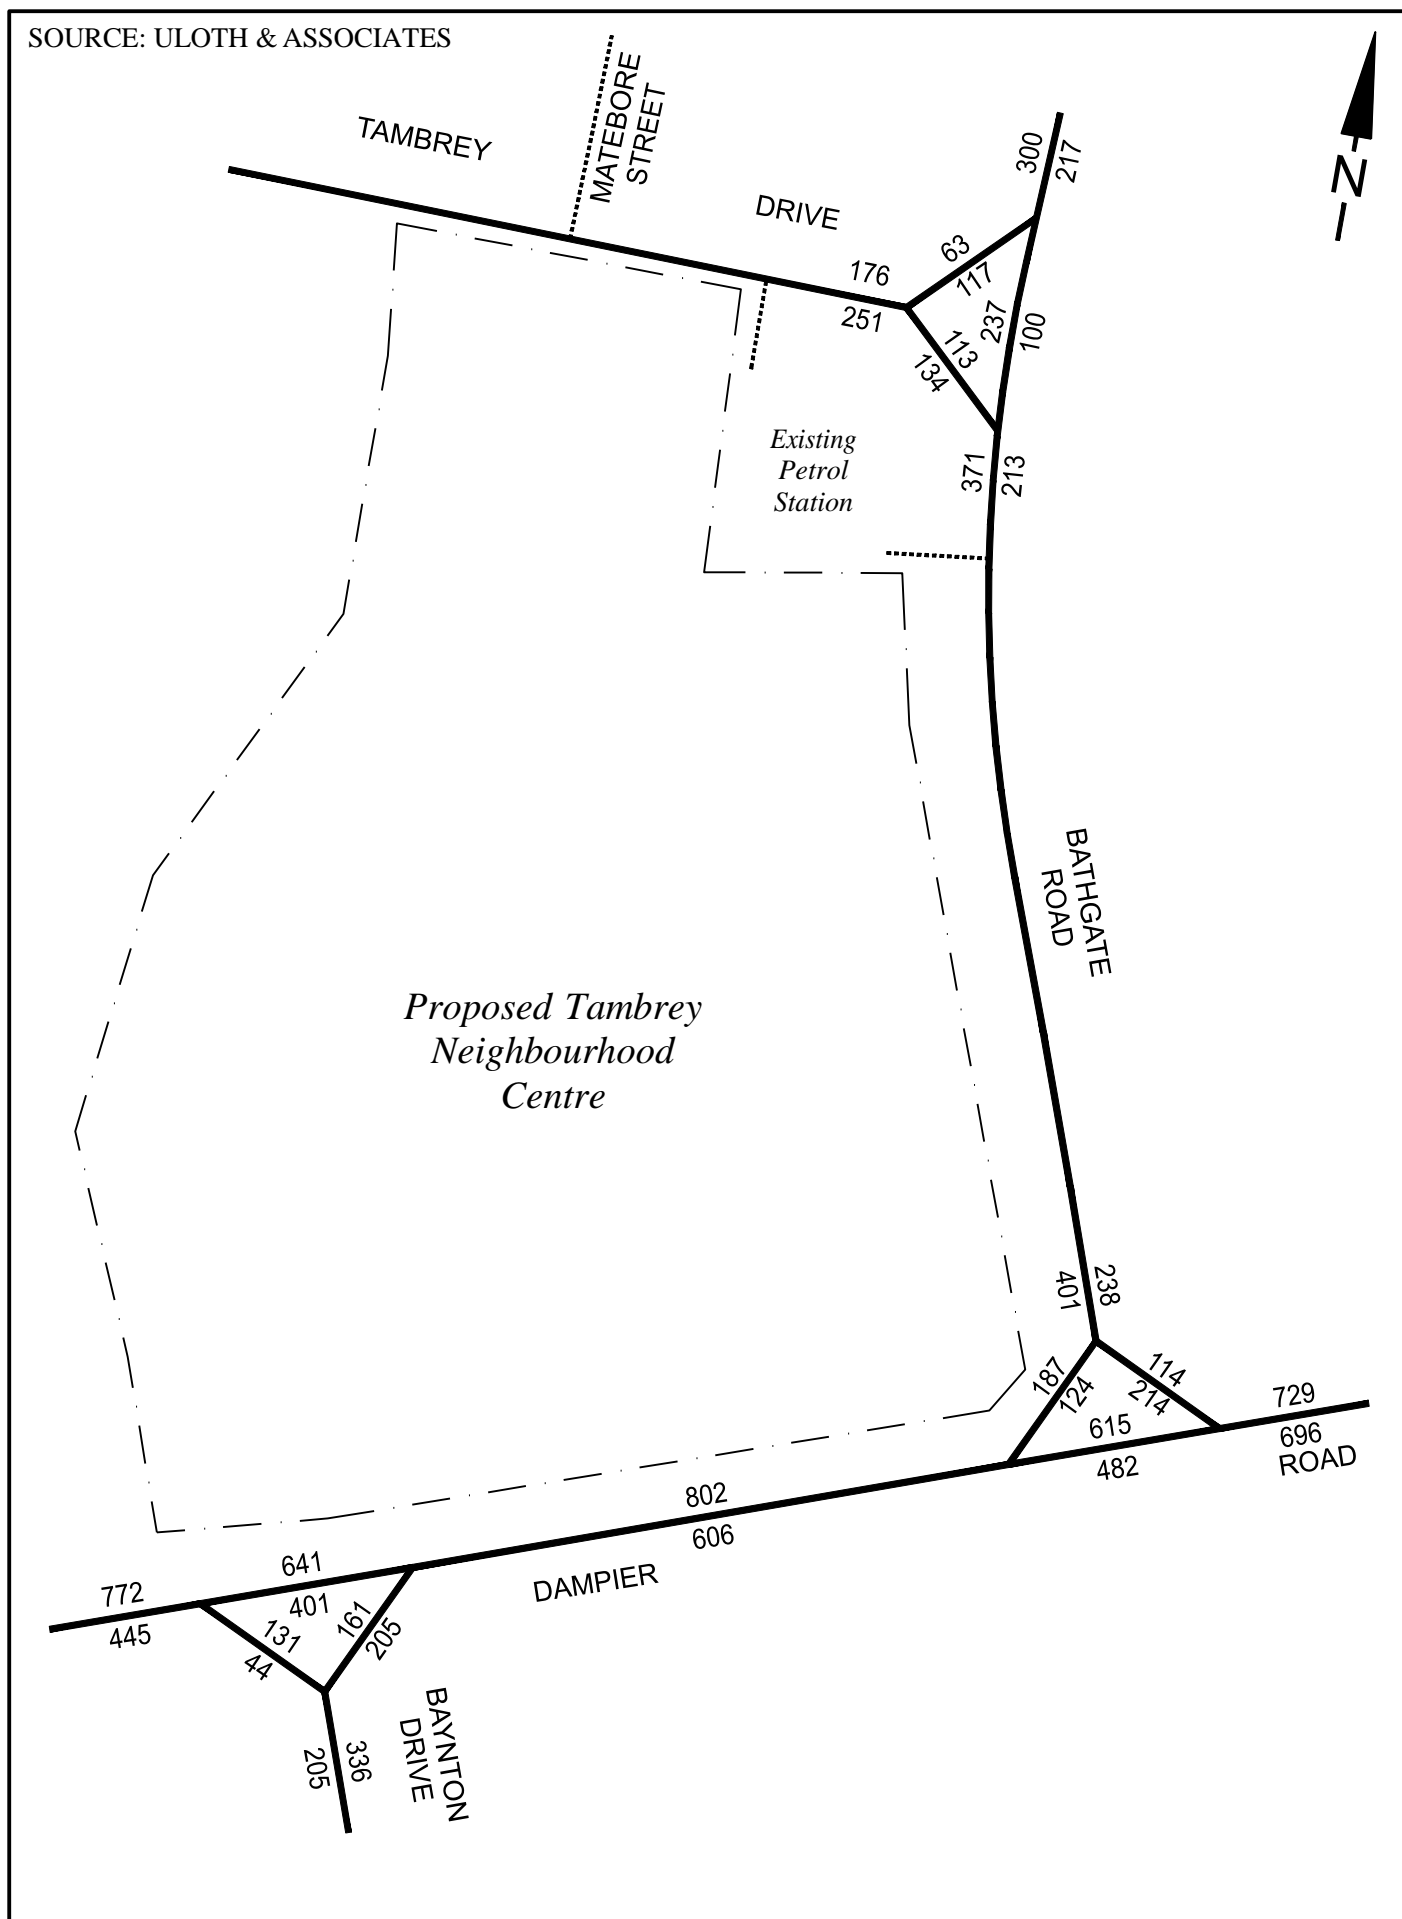 SOURCE: ULOTH & ASSOCIATES
MATEBORE
STREET
TAMBREY
DRIVE
N
300
217
63
117
176
251
237
100
113
134
371
213
Existing
Petrol
Station
BATHGATE
ROAD
Proposed Tambrey
Neighbourhood
Centre
401
238
187
124
114
214
615
482
729
696
ROAD
802
606
DAMPIER
641
401
772
445
131
44
161
205
205
336
BAYNTON
DRIVE